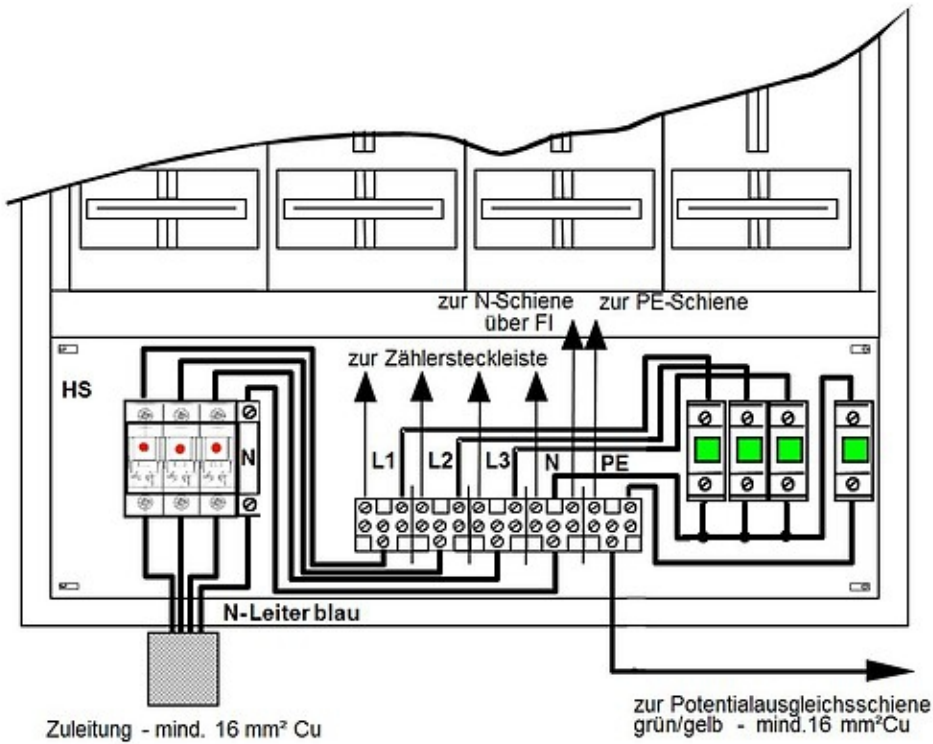 zur N-Schiene
über FI
zur PE-Schiene
zur Zählersteckleiste
HS
N
L1
L2
L3
N
PE
N-Leiter blau
Zuleitung - mind. 16 mm² Cu
zur Potentialausgleichsschiene
grün/gelb - mind.16 mm²Cu